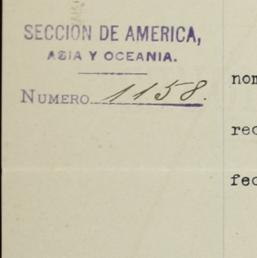 SECCION DE AMERICA,
ASIA Y OCEANIA.
NUMERO 1158.
nom
rec
fec